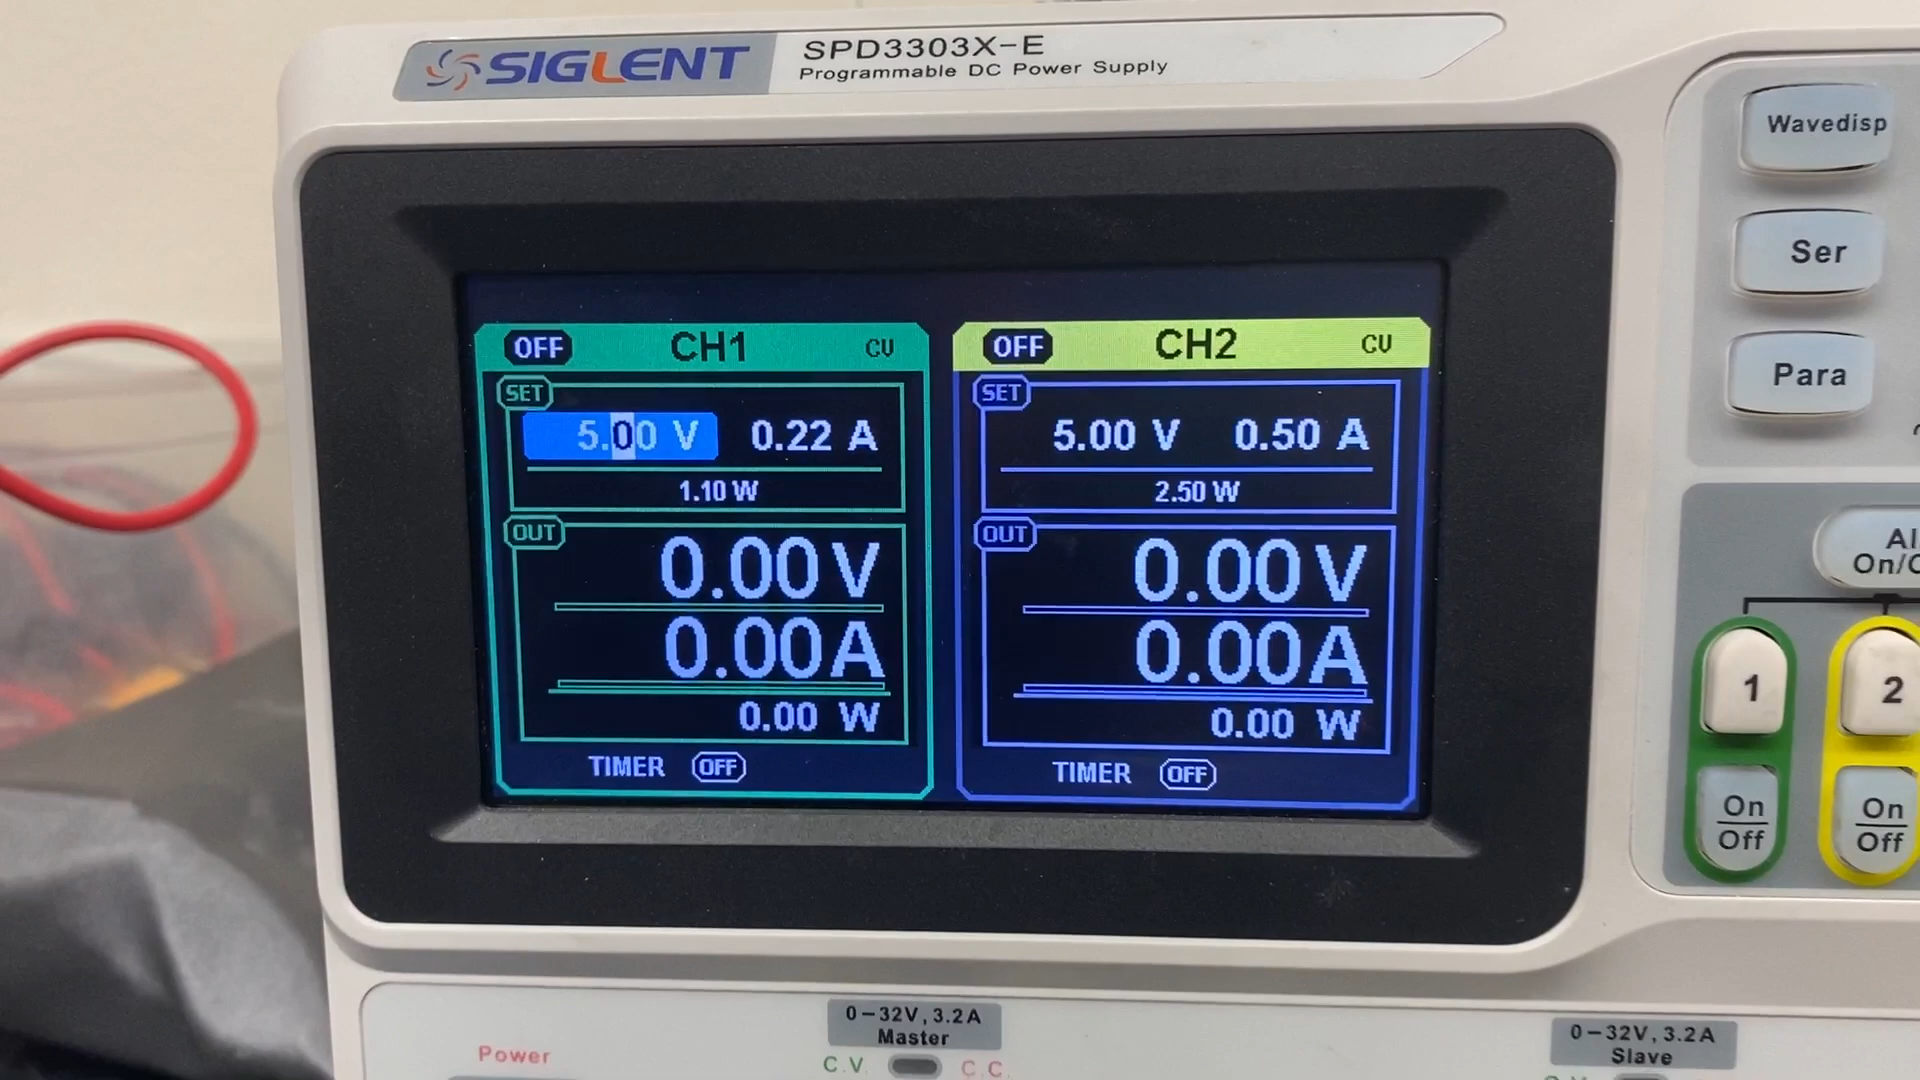 SIGLENT
SPD3303X-E
Programmable DC Power Supply
Wavedisp
Ser
Para
OFF CH1 CV
SET
5.00 V 0.22 A
1.10 W
OUT
0.00 V
0.00 A
0.00 W
TIMER OFF
OFF CH2 CV
SET
5.00 V 0.50 A
2.50 W
OUT
0.00 V
0.00 A
0.00 W
TIMER OFF
1 2
On
Off
On
Off
0-32V, 3.2A
Master
Power
C.V. C.C.
0-32V, 3.2A
Slave